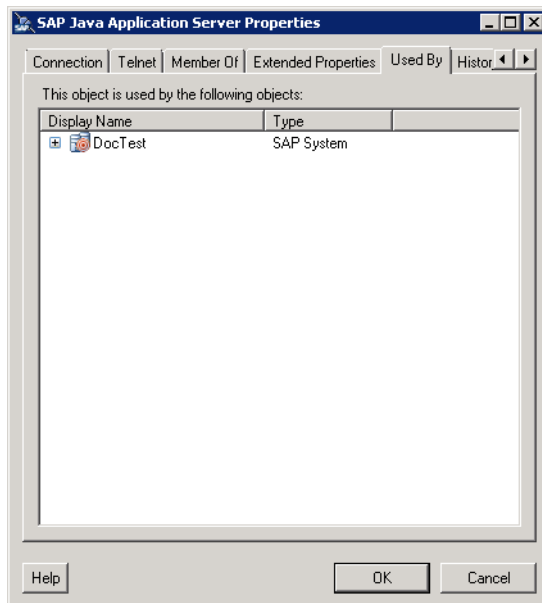 SAP Java Application Server Properties
Connection Telnet Member Of Extended Properties Used By Histor
This object is used by the following objects:
Display Name Type
DocTest SAP System
Help OK Cancel